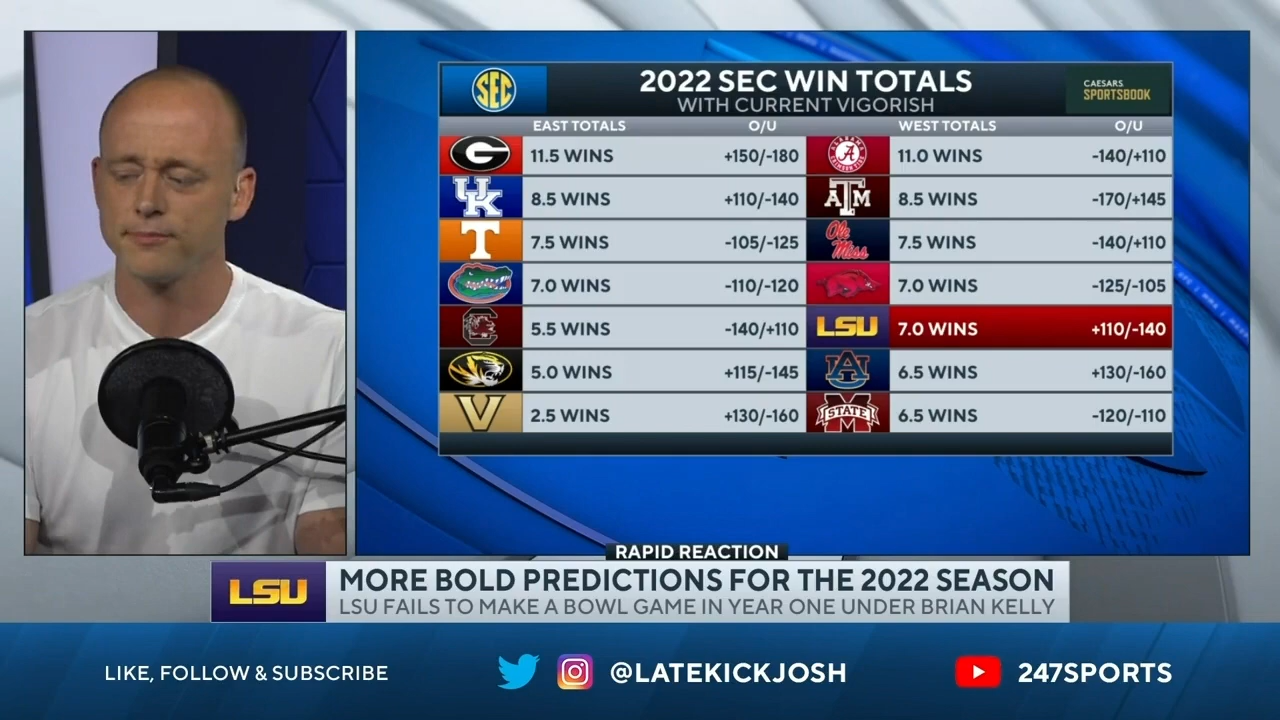 SEC
2022 SEC WIN TOTALS
WITH CURRENT VIGORISH
CAESARS
SPORTSBOOK
EAST TOTALS O/U WEST TOTALS O/U
G 11.5 WINS +150/-180 A 11.0 WINS -140/+110
UK 8.5 WINS +110/-140 ATM 8.5 WINS -170/+145
T 7.5 WINS -105/-125 Ole Miss 7.5 WINS -140/+110
7.0 WINS -110/-120 7.0 WINS -125/-105
C 5.5 WINS -140/+110 LSU 7.0 WINS +110/-140
5.0 WINS +115/-145 AU 6.5 WINS +130/-160
V 2.5 WINS +130/-160 M STATE 6.5 WINS -120/-110
RAPID REACTION
LSU MORE BOLD PREDICTIONS FOR THE 2022 SEASON
LSU FAILS TO MAKE A BOWL GAME IN YEAR ONE UNDER BRIAN KELLY
LIKE, FOLLOW & SUBSCRIBE @LATEKICKJOSH 247SPORTS